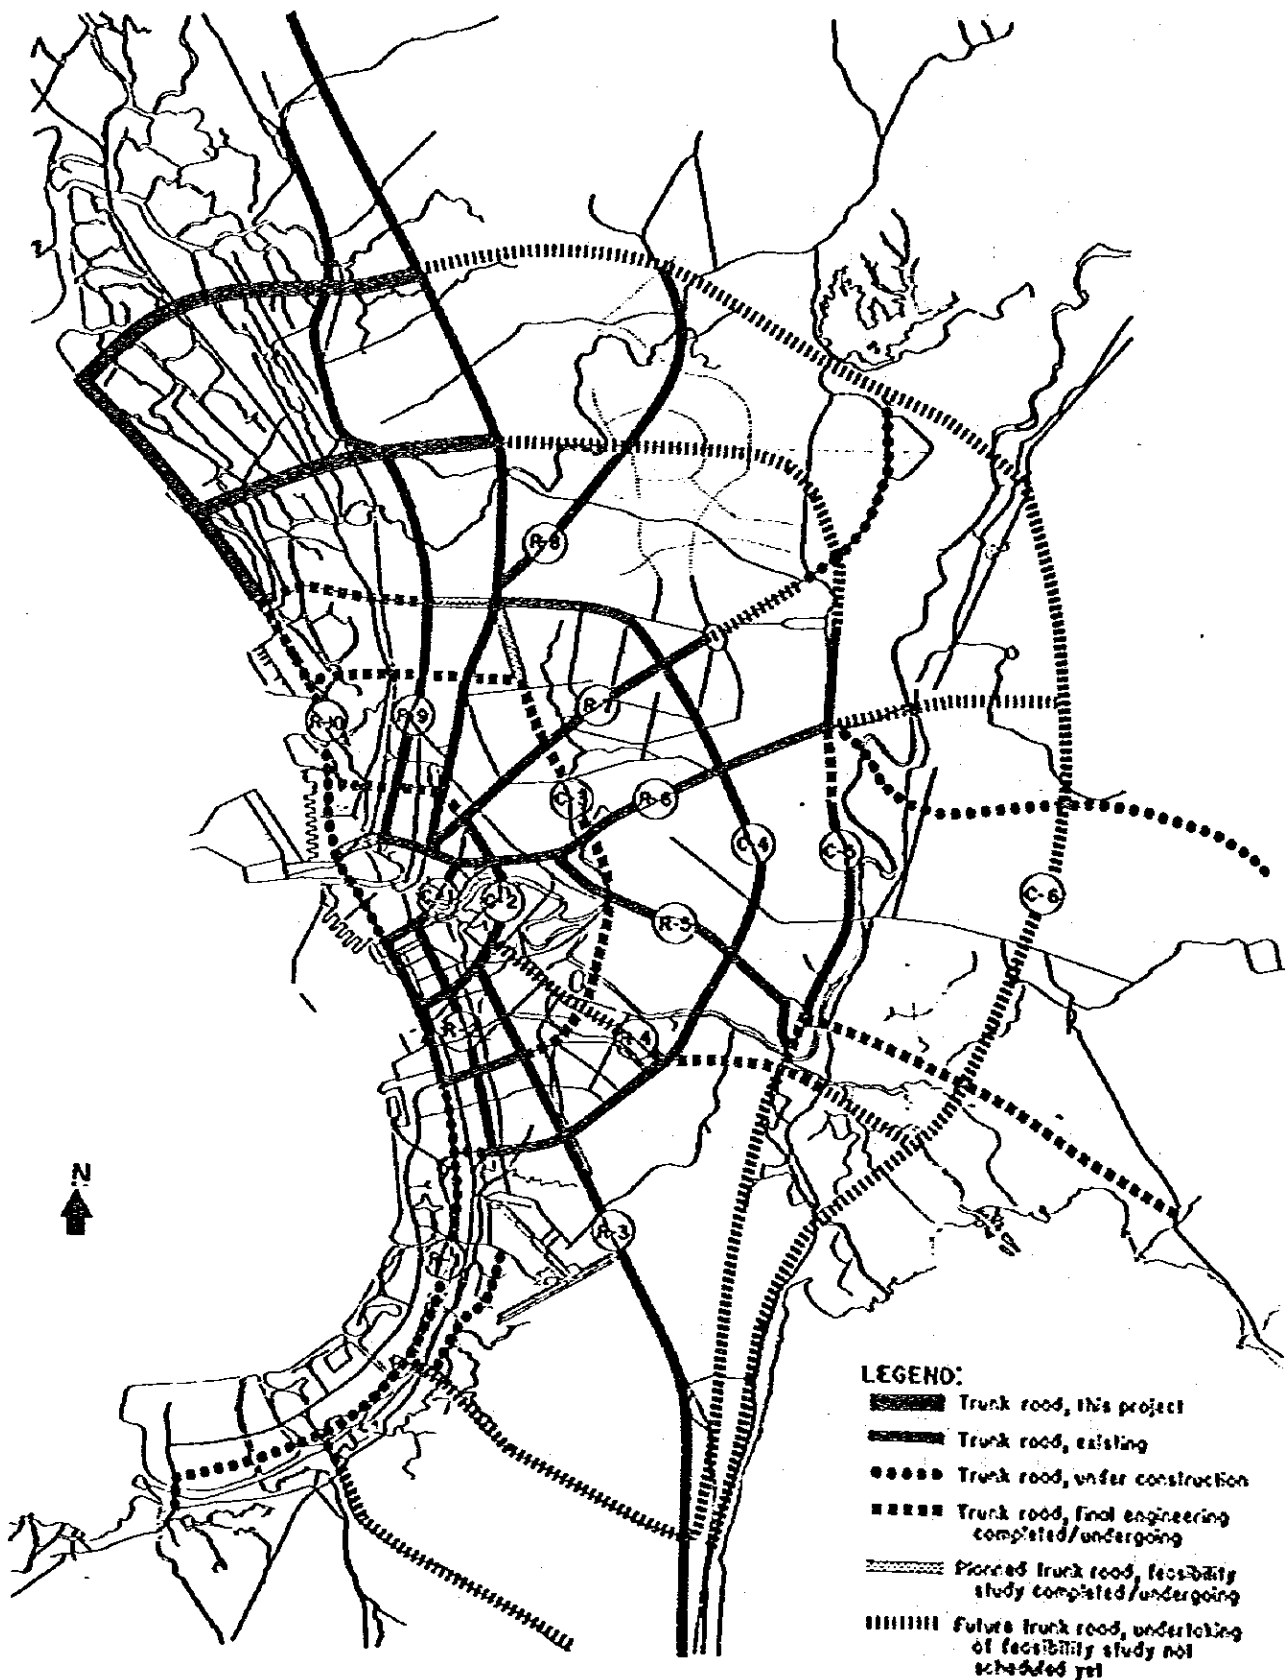 R-8
R-10
R-9
R-7
C-3
R-6
C-4
C-5
C-1
C-2
R-5
C-6
R-4
N
R-3
LEGEND:
Trunk road, this project
Trunk road, existing
Trunk road, under construction
Trunk road, final engineering
completed/undergoing
Planned trunk road, feasibility
study completed/undergoing
Future trunk road, undertaking
of feasibility study not
scheduled yet